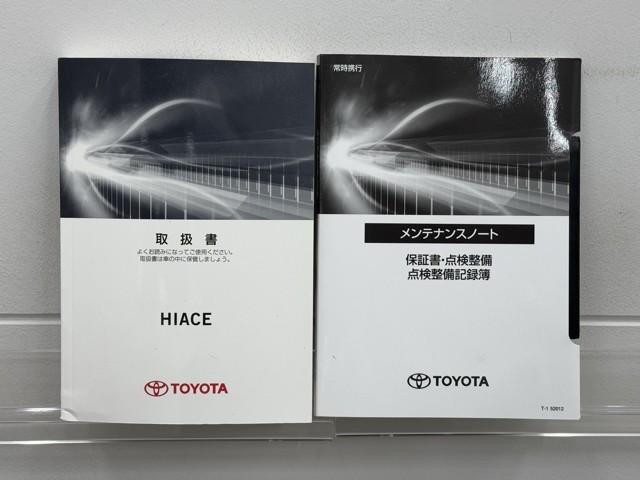 取扱書
よくお読みになってご使用ください。
取扱書は車の中に保管しましょう。
HIACE
TOYOTA
常時携行
メンテナンスノート
保証書・点検整備
点検整備記録簿
TOYOTA
T-1 52012